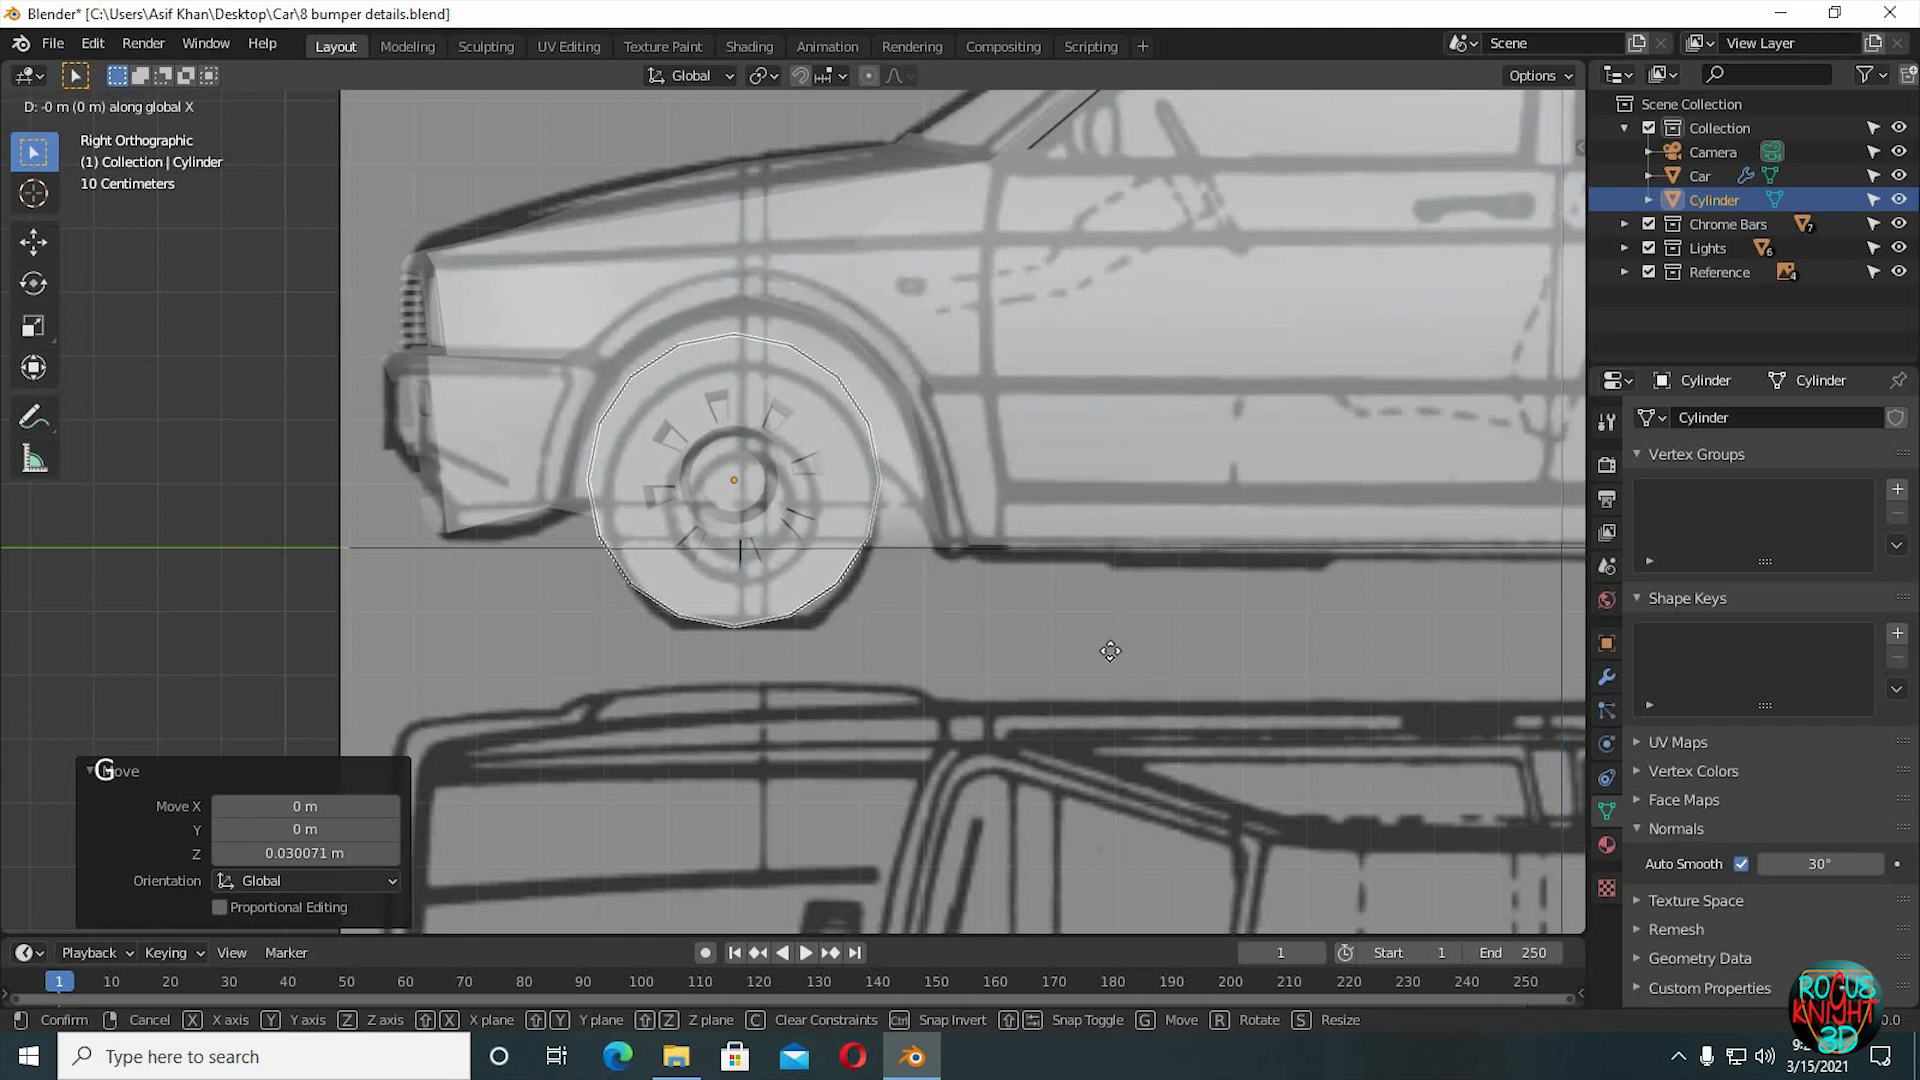 Blender* [C:\Users\Asif Khan\Desktop\Car\8 bumper details.blend]
File Edit Render Window Help Layout Modeling Sculpting UV Editing Texture Paint Shading Animation Rendering Compositing Scripting + Scene View Layer
Global Options
D: -0 m (0 m) along global X
Right Orthographic
(1) Collection | Cylinder
10 Centimeters
Scene Collection
Collection
Camera
Car
Cylinder
Chrome Bars 7
Lights 6
Reference 4
Cylinder Cylinder
Cylinder
Vertex Groups
Shape Keys
UV Maps
Vertex Colors
Face Maps
Normals
Auto Smooth 30°
Texture Space
Remesh
Geometry Data
Custom Properties
G
Move X 0 m
Y 0 m
Z 0.030071 m
Orientation Global
Proportional Editing
Playback Keying View Marker 1 Start 1 End 250
1 10 20 30 40 50 60 70 80 90 100 110 120 130 140 150 160 170 180 190 200 210 220 230 240 250
Confirm Cancel X X axis Y Y axis Z Z axis X X plane Y Y plane Z Z plane C Clear Constraints Ctrl Snap Invert Snap Toggle G Move R Rotate S Resize
ROGUE
KNIGHT
3D
Type here to search
3/15/2021